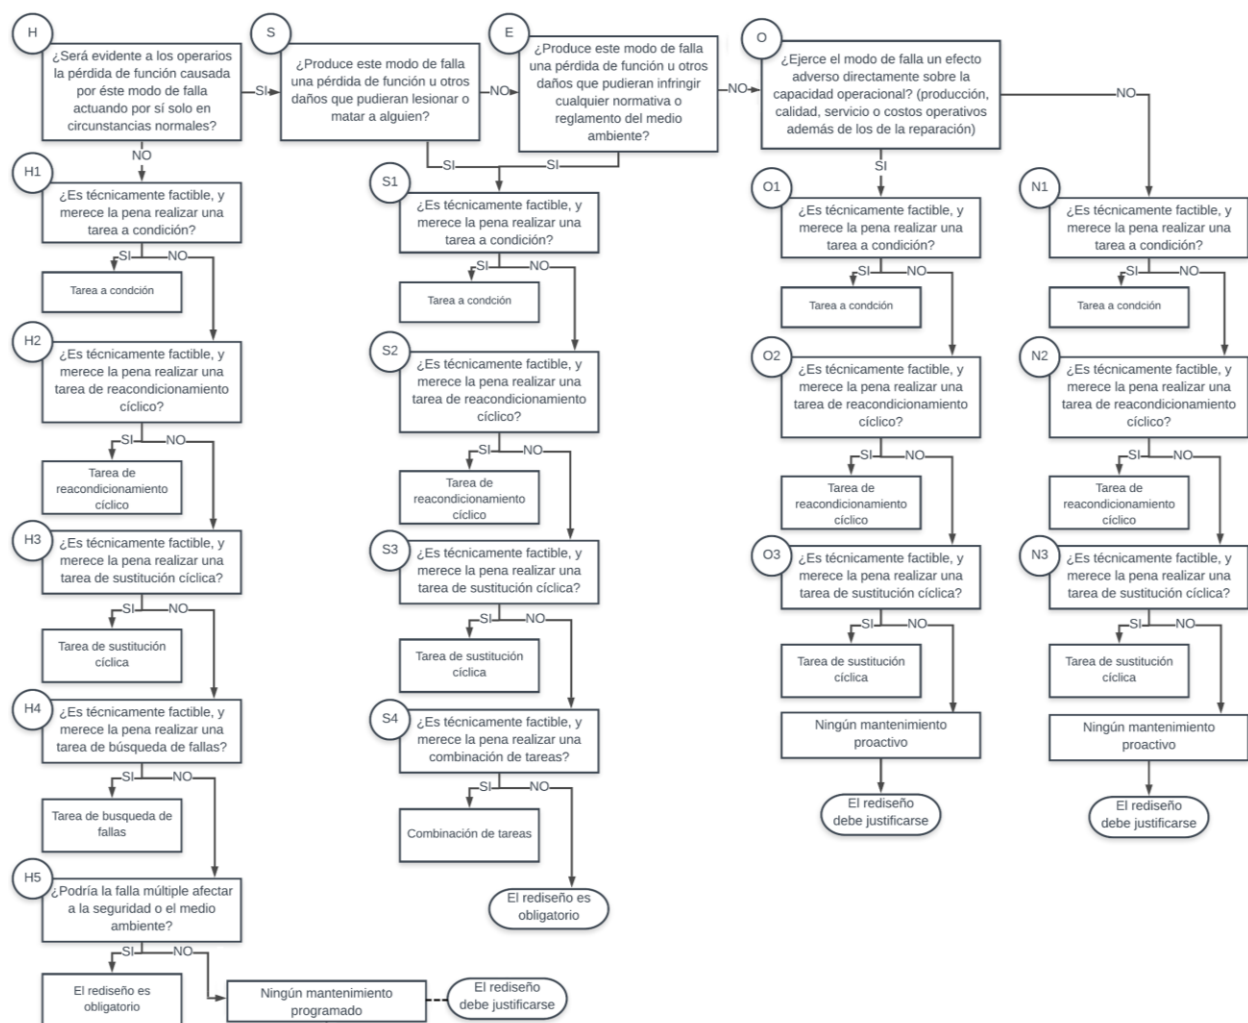 H
¿Será evidente a los operarios
la pérdida de función causada
por éste modo de falla
actuando por sí solo en
circunstancias normales?
SI
NO
S
¿Produce este modo de falla
una pérdida de función u otros
daños que pudieran lesionar o
matar a alguien?
NO
SI
E
¿Produce este modo de falla
una pérdida de función u otros
daños que pudieran infringir
cualquier normativa o
reglamento del medio
ambiente?
NO
SI
O
¿Ejerce el modo de falla un efecto
adverso directamente sobre la
capacidad operacional? (producción,
calidad, servicio o costos operativos
además de los de la reparación)
NO
SI
H1
¿Es técnicamente factible, y
merece la pena realizar una
tarea a condición?
SI
NO
Tarea a condción
H2
¿Es técnicamente factible, y
merece la pena realizar una
tarea de reacondicionamiento
cíclico?
SI
NO
Tarea de
reacondicionamiento
cíclico
H3
¿Es técnicamente factible, y
merece la pena realizar una
tarea de sustitución cíclica?
SI
NO
Tarea de sustitución
cíclica
H4
¿Es técnicamente factible, y
merece la pena realizar una
tarea de búsqueda de fallas?
SI
NO
Tarea de busqueda de
fallas
H5
¿Podría la falla múltiple afectar
a la seguridad o el medio
ambiente?
SI
NO
El rediseño es
obligatorio
Ningún mantenimiento
programado
El rediseño
debe justificarse
S1
¿Es técnicamente factible, y
merece la pena realizar una
tarea a condición?
SI
NO
Tarea a condción
S2
¿Es técnicamente factible, y
merece la pena realizar una
tarea de reacondicionamiento
cíclico?
SI
NO
Tarea de
reacondicionamiento
cíclico
S3
¿Es técnicamente factible, y
merece la pena realizar una
tarea de sustitución cíclica?
SI
NO
Tarea de sustitución
cíclica
S4
¿Es técnicamente factible, y
merece la pena realizar una
combinación de tareas?
SI
NO
Combinación de tareas
El rediseño es
obligatorio
O1
¿Es técnicamente factible, y
merece la pena realizar una
tarea a condición?
SI
NO
Tarea a condción
O2
¿Es técnicamente factible, y
merece la pena realizar una
tarea de reacondicionamiento
cíclico?
SI
NO
Tarea de
reacondicionamiento
cíclico
O3
¿Es técnicamente factible, y
merece la pena realizar una
tarea de sustitución cíclica?
SI
NO
Tarea de sustitución
cíclica
Ningún mantenimiento
proactivo
El rediseño
debe justificarse
N1
¿Es técnicamente factible, y
merece la pena realizar una
tarea a condición?
SI
NO
Tarea a condción
N2
¿Es técnicamente factible, y
merece la pena realizar una
tarea de reacondicionamiento
cíclico?
SI
NO
Tarea de
reacondicionamiento
cíclico
N3
¿Es técnicamente factible, y
merece la pena realizar una
tarea de sustitución cíclica?
SI
NO
Tarea de sustitución
cíclica
Ningún mantenimiento
proactivo
El rediseño
debe justificarse